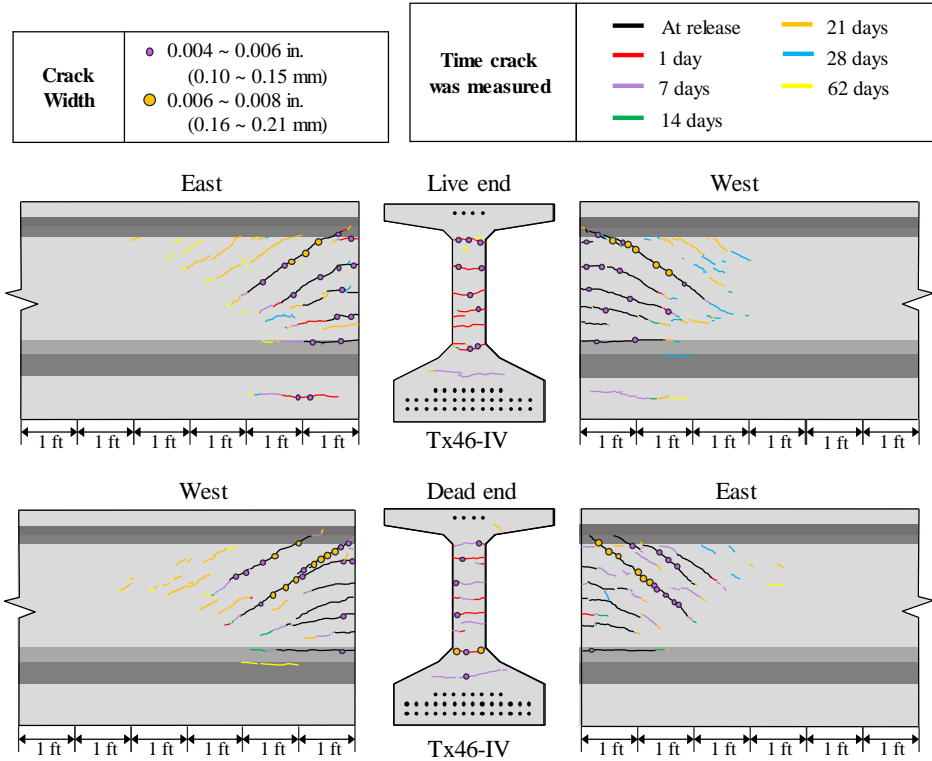 Crack
Width
0.004 ~ 0.006 in.
(0.10 ~ 0.15 mm)
0.006 ~ 0.008 in.
(0.16 ~ 0.21 mm)
Time crack
was measured
At release
1 day
7 days
14 days
21 days
28 days
62 days
East
Live end
West
1 ft 1 ft 1 ft 1 ft 1 ft 1 ft
Tx46-IV
1 ft 1 ft 1 ft 1 ft 1 ft 1 ft
West
Dead end
East
1 ft 1 ft 1 ft 1 ft 1 ft 1 ft
Tx46-IV
1 ft 1 ft 1 ft 1 ft 1 ft 1 ft